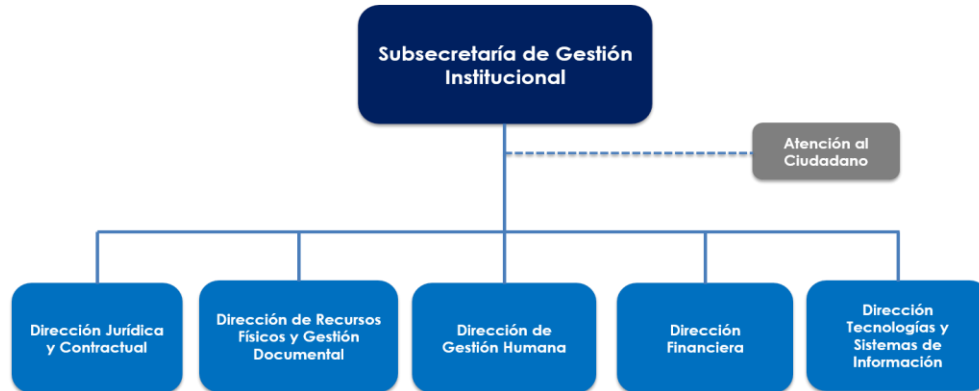 Subsecretaría de Gestión
Institucional
Atención al
Ciudadano
Dirección Jurídica
y Contractual
Dirección de Recursos
Físicos y Gestión
Documental
Dirección de
Gestión Humana
Dirección
Financiera
Dirección
Tecnologías y
Sistemas de
Información